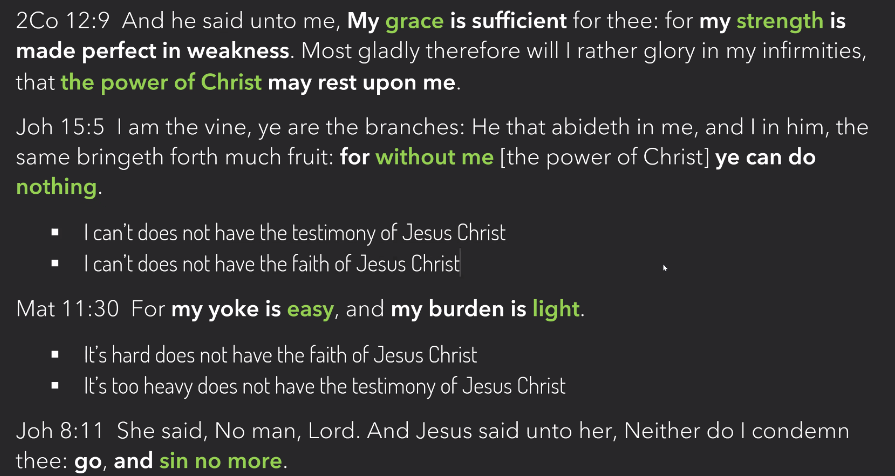 2Co 12:9 And he said unto me, My grace is sufficient for thee: for my strength is
made perfect in weakness. Most gladly therefore will I rather glory in my infirmities,
that the power of Christ may rest upon me.
Joh 15:5 I am the vine, ye are the branches: He that abideth in me, and I in him, the
same bringeth forth much fruit: for without me [the power of Christ] ye can do
nothing.
▪ I can't does not have the testimony of Jesus Christ
▪ I can't does not have the faith of Jesus Christ
Mat 11:30 For my yoke is easy, and my burden is light.
▪ It's hard does not have the faith of Jesus Christ
▪ It's too heavy does not have the testimony of Jesus Christ
Joh 8:11 She said, No man, Lord. And Jesus said unto her, Neither do I condemn
thee: go, and sin no more.